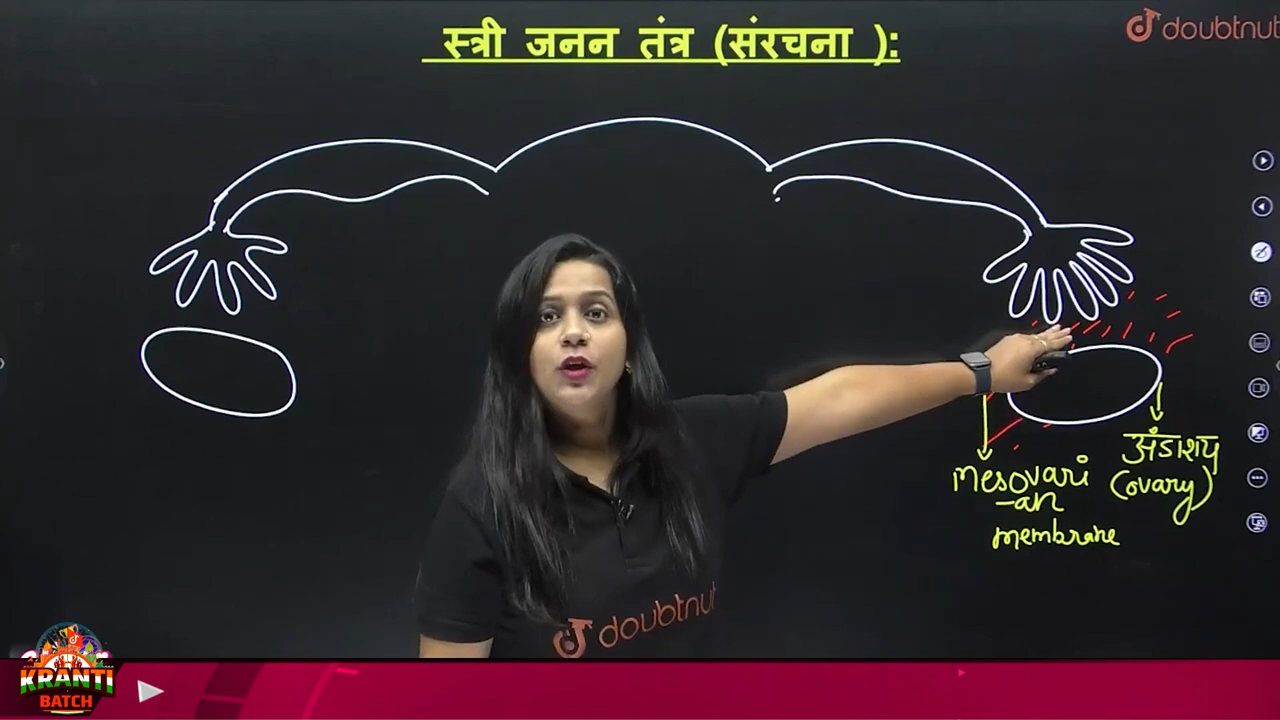 स्त्री जनन तंत्र (संरचना ):
doubtnut
अंडाशय
(ovary)
mesovari
-an
membrane
doubtnut
KRANTI
BATCH